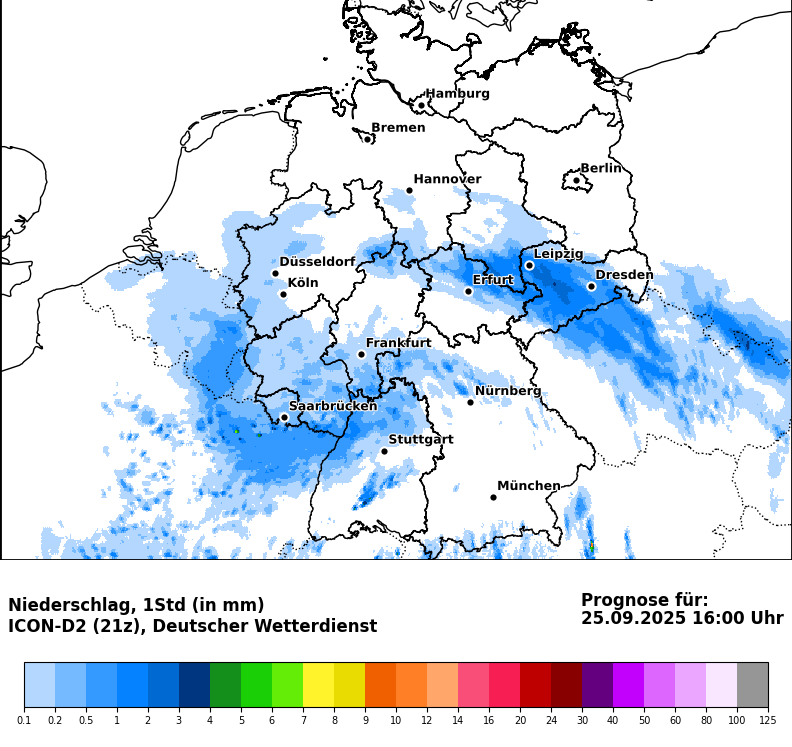 Hamburg
Bremen
Berlin
Hannover
Leipzig
Düsseldorf
Dresden
Köln
Erfurt
Frankfurt
Nürnberg
Saarbrücken
Stuttgart
München
Niederschlag, 1Std (in mm)
ICON-D2 (21z), Deutscher Wetterdienst
Prognose für:
25.09.2025 16:00 Uhr
0.1 0.2 0.5 1 2 3 4 5 6 7 8 9 10 12 14 16 20 24 30 40 50 60 80 100 125